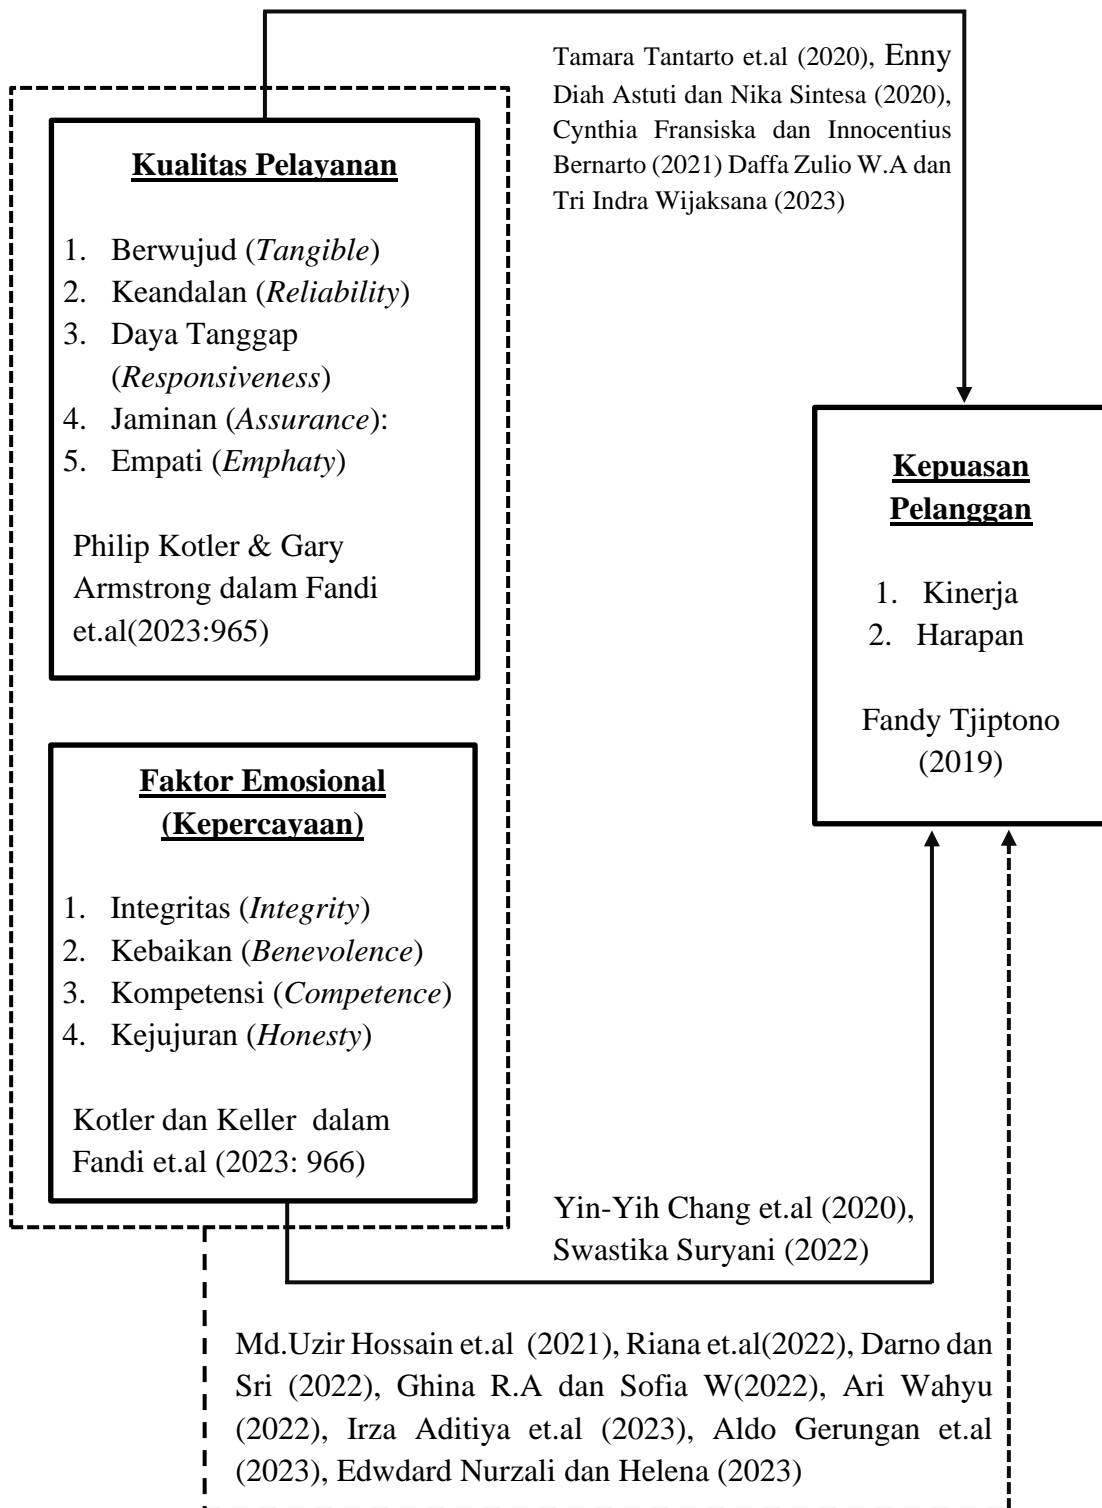 Tamara Tantarto et.al (2020), Enny
Diah Astuti dan Nika Sintesa (2020),
Cynthia Fransiska dan Innocentius
Bernarto (2021) Daffa Zulio W.A dan
Tri Indra Wijaksana (2023)
Kualitas Pelayanan
1. Berwujud (Tangible)
2. Keandalan (Reliability)
3. Daya Tanggap
(Responsiveness)
4. Jaminan (Assurance):
5. Empati (Emphaty)
Philip Kotler & Gary
Armstrong dalam Fandi
et.al(2023:965)
Kepuasan
Pelanggan
1. Kinerja
2. Harapan
Fandy Tjiptono
(2019)
Faktor Emosional
(Kepercayaan)
1. Integritas (Integrity)
2. Kebaikan (Benevolence)
3. Kompetensi (Competence)
4. Kejujuran (Honesty)
Kotler dan Keller dalam
Fandi et.al (2023: 966)
Yin-Yih Chang et.al (2020),
Swastika Suryani (2022)
Md.Uzir Hossain et.al (2021), Riana et.al(2022), Darno dan
Sri (2022), Ghina R.A dan Sofia W(2022), Ari Wahyu
(2022), Irza Aditiya et.al (2023), Aldo Gerungan et.al
(2023), Edwdard Nurzali dan Helena (2023)